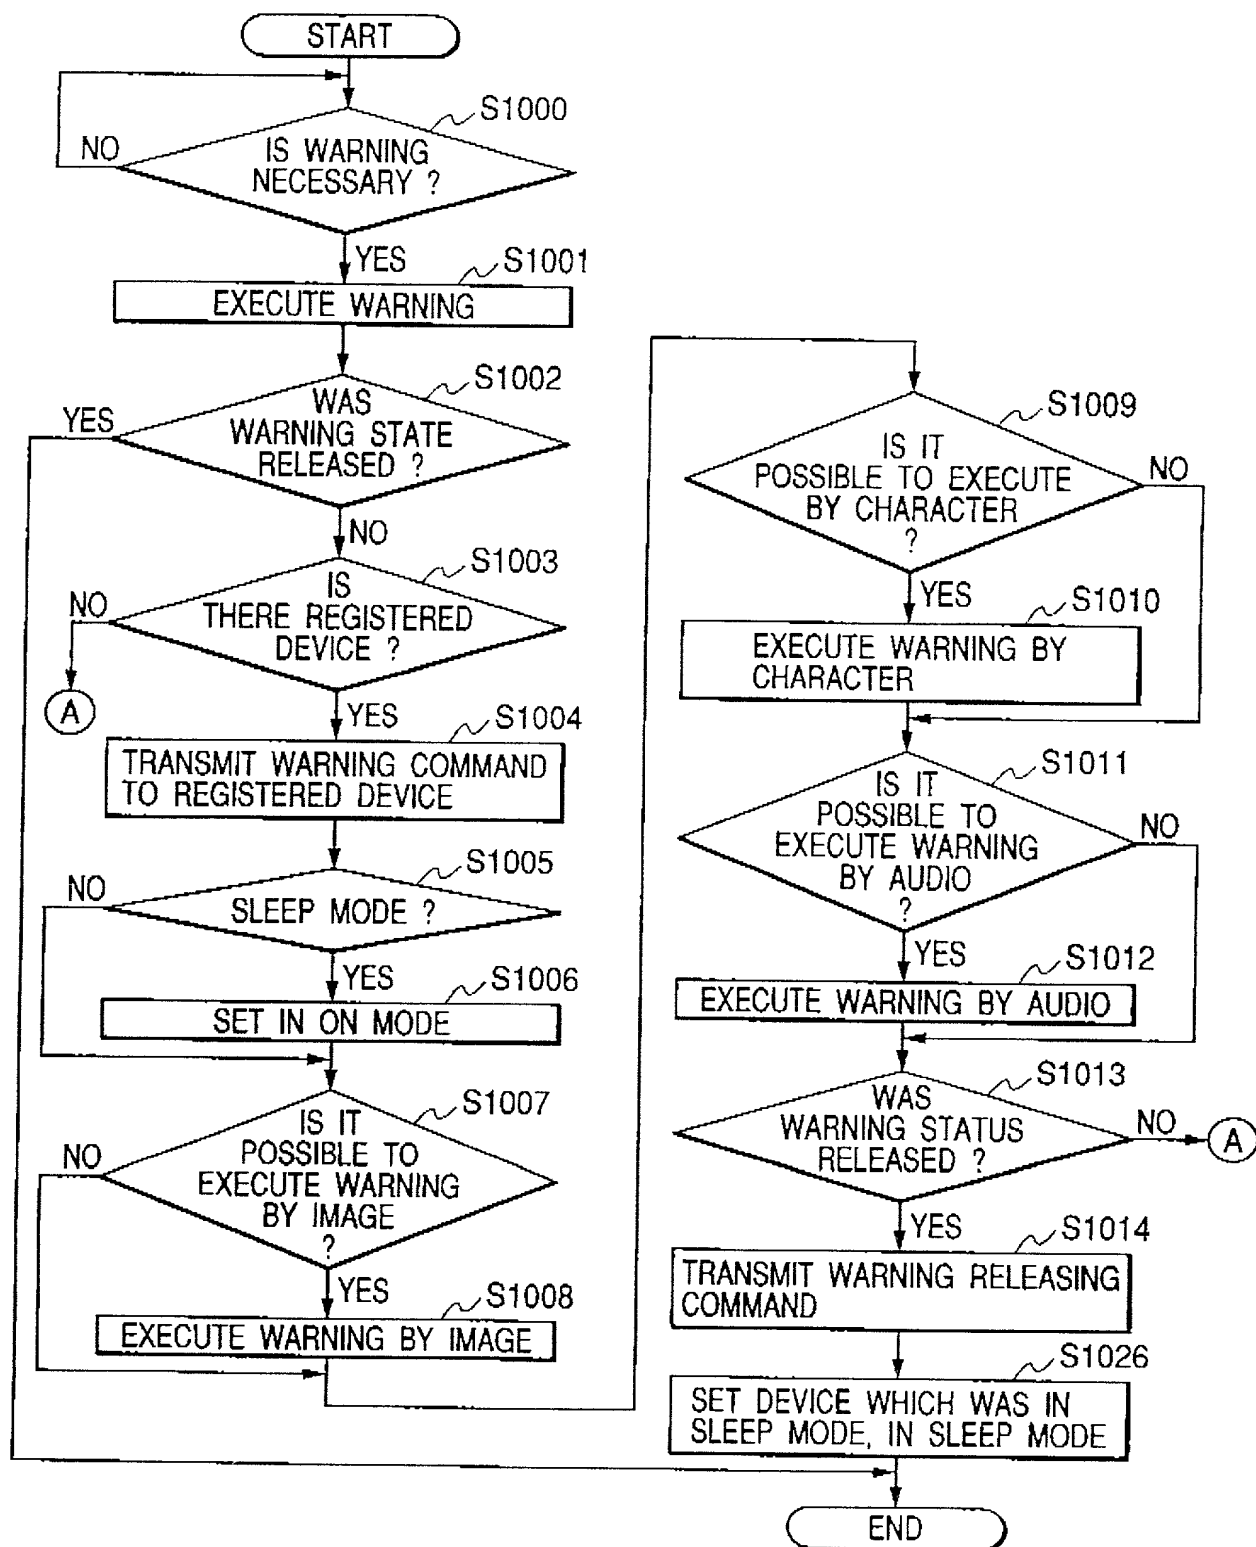 START
S1000
NO
IS WARNING
NECESSARY ?
YES
S1001
EXECUTE WARNING
S1002
YES
WAS
WARNING STATE
RELEASED ?
NO
S1003
NO
IS
THERE REGISTERED
DEVICE ?
A
YES
S1004
TRANSMIT WARNING COMMAND
TO REGISTERED DEVICE
S1005
NO
SLEEP MODE ?
YES
S1006
SET IN ON MODE
S1007
NO
IS IT
POSSIBLE TO
EXECUTE WARNING
BY IMAGE
?
YES
S1008
EXECUTE WARNING BY IMAGE
S1009
IS IT
POSSIBLE TO EXECUTE
BY CHARACTER
?
NO
YES
S1010
EXECUTE WARNING BY
CHARACTER
S1011
IS IT
POSSIBLE TO
EXECUTE WARNING
BY AUDIO
?
NO
YES
S1012
EXECUTE WARNING BY AUDIO
S1013
WAS
WARNING STATUS
RELEASED ?
NO
A
YES
S1014
TRANSMIT WARNING RELEASING
COMMAND
S1026
SET DEVICE WHICH WAS IN
SLEEP MODE, IN SLEEP MODE
END